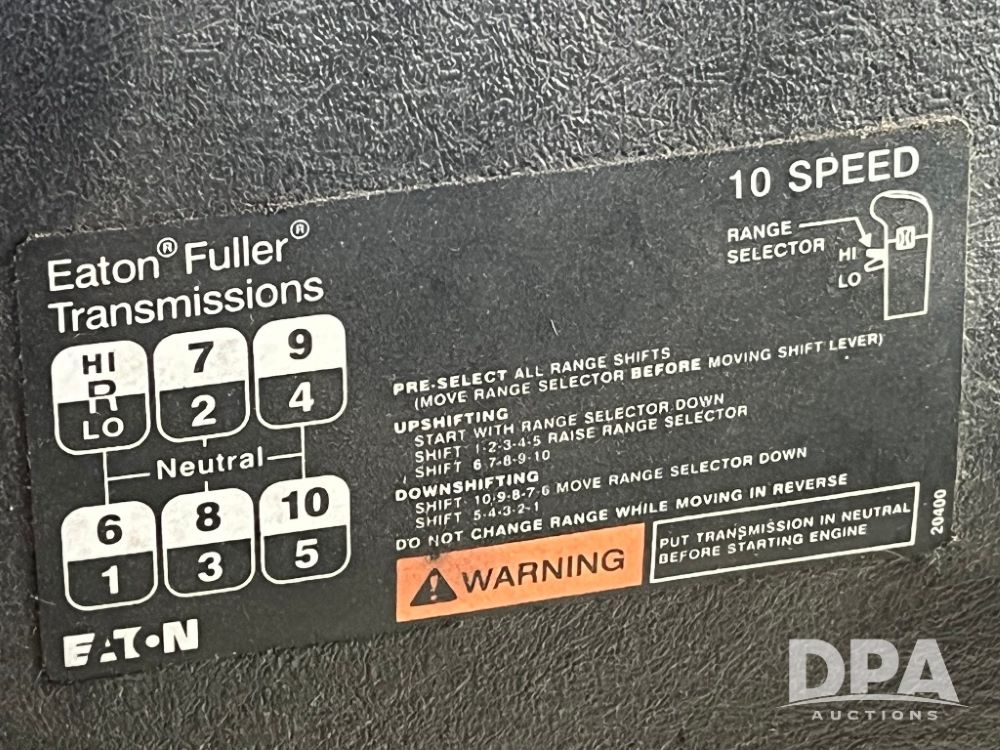 10 SPEED
Eaton® Fuller®
Transmissions
RANGE
SELECTOR
HI
LO
HI 7 9
R
LO 2 4
Neutral
6 8 10
1 3 5
PRE-SELECT ALL RANGE SHIFTS
(MOVE RANGE SELECTOR BEFORE MOVING SHIFT LEVER)
UPSHIFTING
START WITH RANGE SELECTOR DOWN
SHIFT 1-2-3-4-5 RAISE RANGE SELECTOR
SHIFT 6-7-8-9-10
DOWNSHIFTING
SHIFT 10-9-8-7-6 MOVE RANGE SELECTOR DOWN
SHIFT 5-4-3-2-1
DO NOT CHANGE RANGE WHILE MOVING IN REVERSE
WARNING
PUT TRANSMISSION IN NEUTRAL
BEFORE STARTING ENGINE
20400
EATON
DPA
AUCTIONS